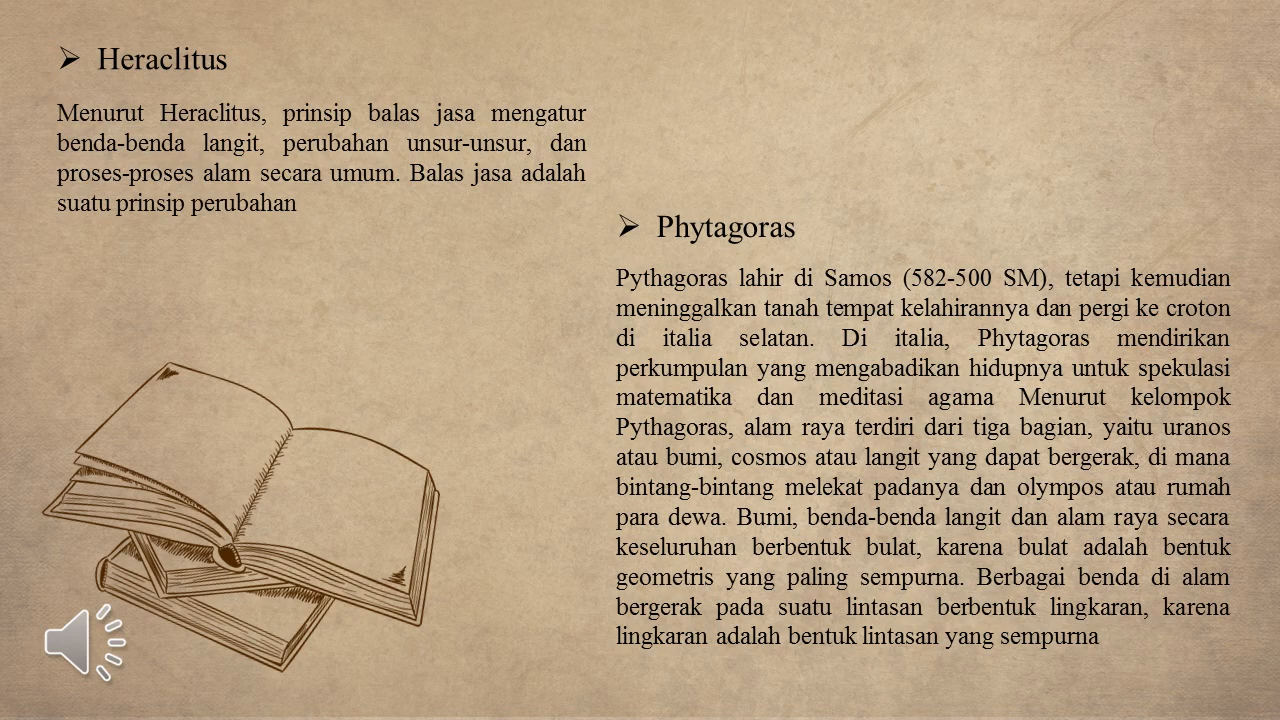 Heraclitus
Menurut Heraclitus, prinsip balas jasa mengatur
benda-benda langit, perubahan unsur-unsur, dan
proses-proses alam secara umum. Balas jasa adalah
suatu prinsip perubahan
Phytagoras
Pythagoras lahir di Samos (582-500 SM), tetapi kemudian
meninggalkan tanah tempat kelahirannya dan pergi ke croton
di italia selatan. Di italia, Phytagoras mendirikan
perkumpulan yang mengabadikan hidupnya untuk spekulasi
matematika dan meditasi agama Menurut kelompok
Pythagoras, alam raya terdiri dari tiga bagian, yaitu uranos
atau bumi, cosmos atau langit yang dapat bergerak, di mana
bintang-bintang melekat padanya dan olympos atau rumah
para dewa. Bumi, benda-benda langit dan alam raya secara
keseluruhan berbentuk bulat, karena bulat adalah bentuk
geometris yang paling sempurna. Berbagai benda di alam
bergerak pada suatu lintasan berbentuk lingkaran, karena
lingkaran adalah bentuk lintasan yang sempurna